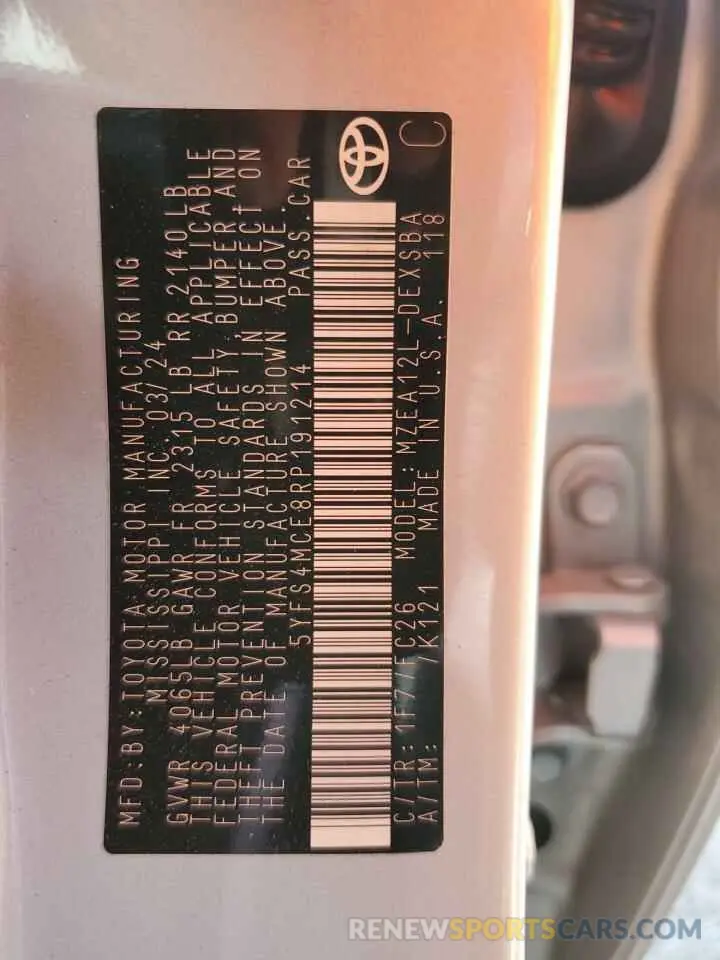 MFD:BY:TOYOTA MOTOR MANUFACTURING
MISSISSIPPI INC 03/24
GVWR 4065LB GAWR FR 2315 LB RR 2140LB
THIS VEHICLE CONFORMS TO ALL APPLICABLE
FEDERAL MOTOR VEHICLE SAFETY BUMPER AND
THEFT PREVENTION STANDARDS IN EFFECT ON
THE DATE OF MANUFACTURE SHOWN ABOVE.
5YFS4MCE8RP191214 PASS.CAR
C/TR:1F7/FC26 MODEL:MZEA12L-DEXSBA
A/TM: /K121 MADE IN U.S.A. 118
C
RENEWSPORTSCARS.COM